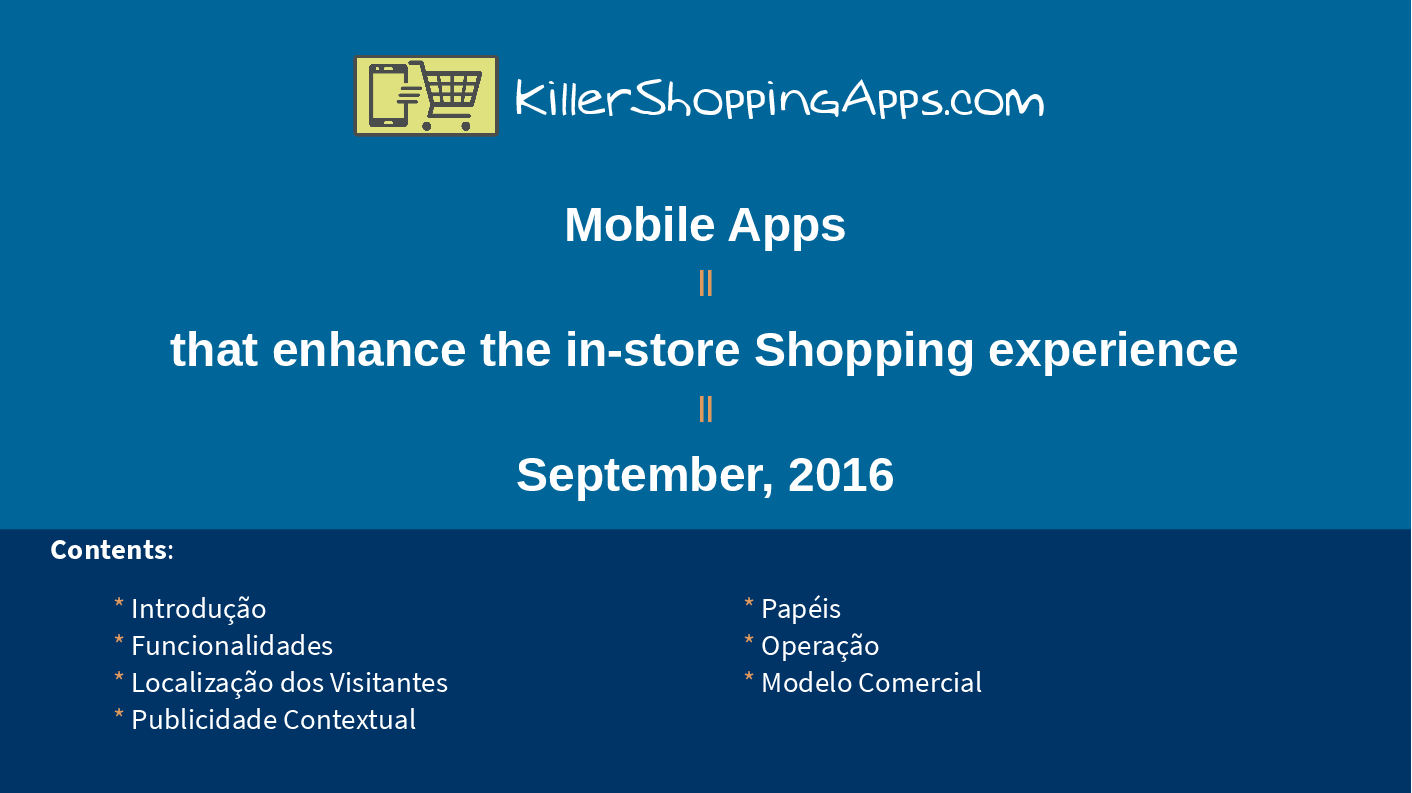 KillerShoppingApps.com
Mobile Apps
||
that enhance the in-store Shopping experience
||
September, 2016
Contents:
* Introdução
* Funcionalidades
* Localização dos Visitantes
* Publicidade Contextual
* Papéis
* Operação
* Modelo Comercial